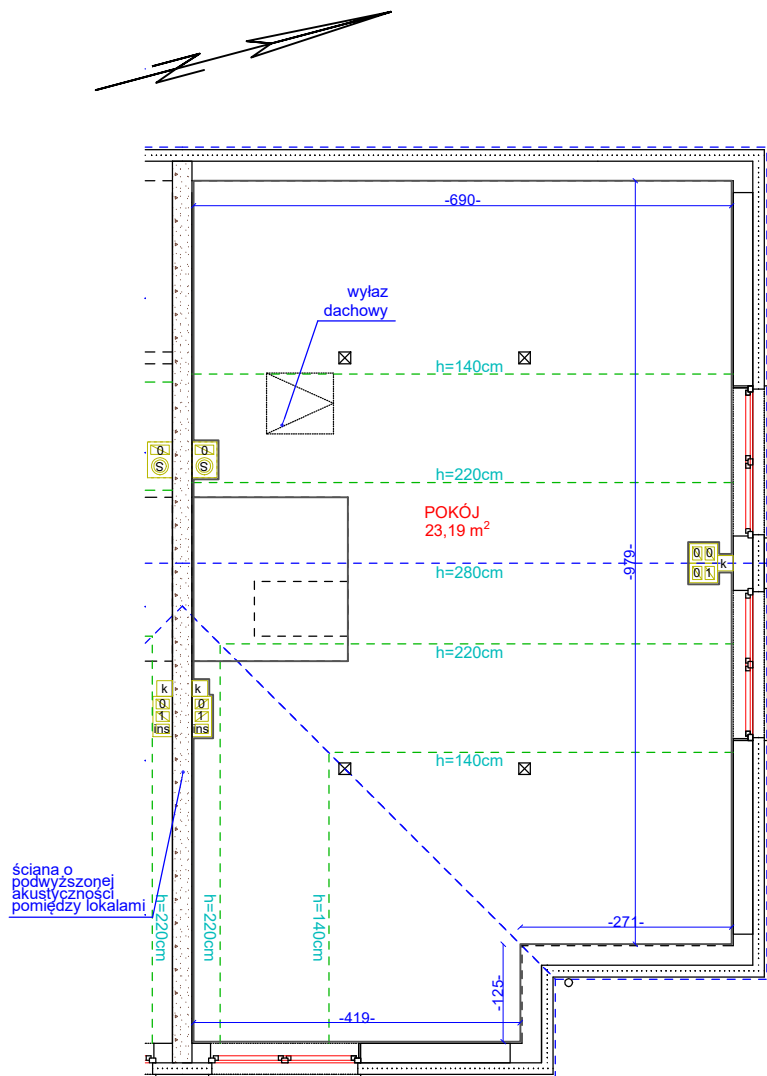 -690-
wyłaz
dachowy
h=140cm
0
S
0
S
h=220cm
POKÓJ
23,19 m²
-979-
0 0
k
0 1
h=280cm
h=220cm
k
0
1
ins
k
0
1
ins
h=140cm
ściana o
podwyższonej
akustyczności
pomiędzy lokalami
h=220cm
h=220cm
h=140cm
-271-
-125-
-419-